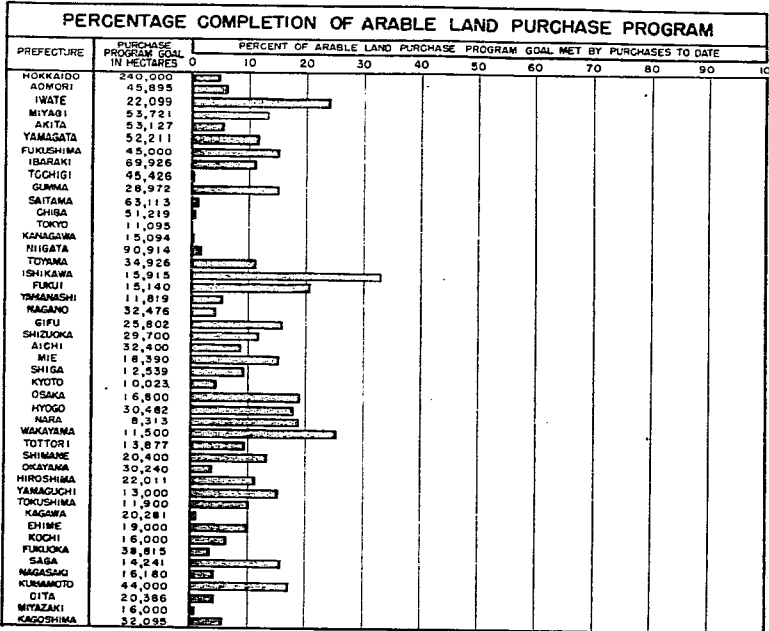 PERCENTAGE COMPLETION OF ARABLE LAND PURCHASE PROGRAM
PREFECTURE PURCHASE PROGRAM GOAL IN HECTARES PERCENT OF ARABLE LAND PURCHASE PROGRAM GOAL MET BY PURCHASES TO DATE
0 10 20 30 40 50 60 70 80 90 10
HOKKAIDO 240,000
AOMORI 45,895
IWATE 22,099
MIYAGI 53,721
AKITA 53,127
YAMAGATA 52,211
FUKUSHIMA 45,000
IBARAKI 69,926
TOCHIGI 45,426
GUMMA 28,972
SAITAMA 63,113
CHIBA 51,219
TOKYO 11,095
KANAGAWA 15,094
NIIGATA 90,914
TOYAMA 34,926
ISHIKAWA 15,915
FUKUI 15,140
YAMANASHI 11,819
NAGANO 32,476
GIFU 25,802
SHIZUOKA 29,700
AICHI 32,400
MIE 18,390
SHIGA 12,539
KYOTO 10,023
OSAKA 16,800
HYOGO 30,482
NARA 8,313
WAKAYAMA 11,500
TOTTORI 13,877
SHIMANE 20,400
OKAYAMA 30,240
HIROSHIMA 22,011
YAMAGUCHI 13,000
TOKUSHIMA 11,900
KAGAWA 20,281
EHIME 19,000
KOCHI 16,000
FUKUOKA 38,815
SAGA 14,241
NAGASAKI 16,180
KUMAMOTO 44,000
OITA 20,386
MIYAZAKI 16,000
KAGOSHIMA 32,095